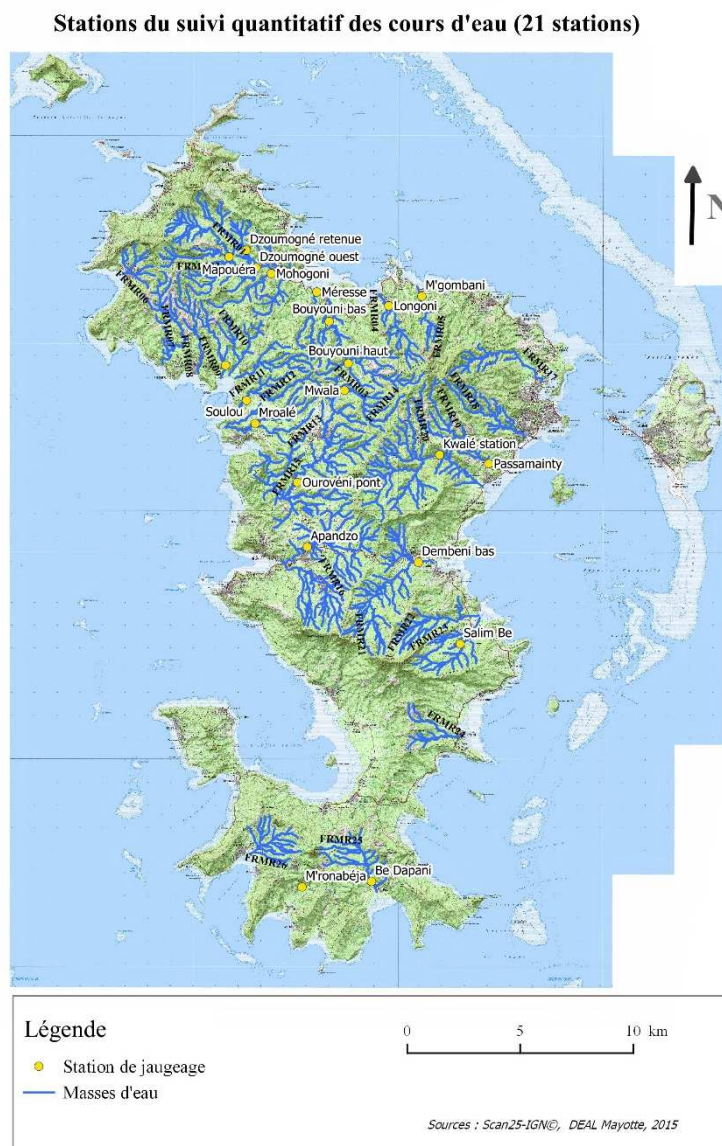 Stations du suivi quantitatif des cours d'eau (21 stations)
N
FRMR01
Dzoumogné retenue
Dzoumogné ouest
Mapouéra
Mohogoni
FRMR06
Méresse
M'gombani
FRMR04
Longoni
Bouyouni bas
FRMR10
FRMR08
FRMR09
Bouyouni haut
FRMR17
FRMR11
FRMR12
Mwala
FRMR03
FRMR14
FRMR18
FRMR19
Soulou
Mroalé
FRMR13
FRMR20
Kwalé station
Passamainty
FRMR15
Ourovéni pont
Apandzo
Dembeni bas
FRMR16
FRMR21
FRMR22
FRMR23
Salim Be
FRMR24
FRMR25
FRMR26
M'ronabéja
Be Dapani
Légende
Station de jaugeage
Masses d'eau
0 5 10 km
Sources : Scan25-IGN©, DEAL Mayotte, 2015